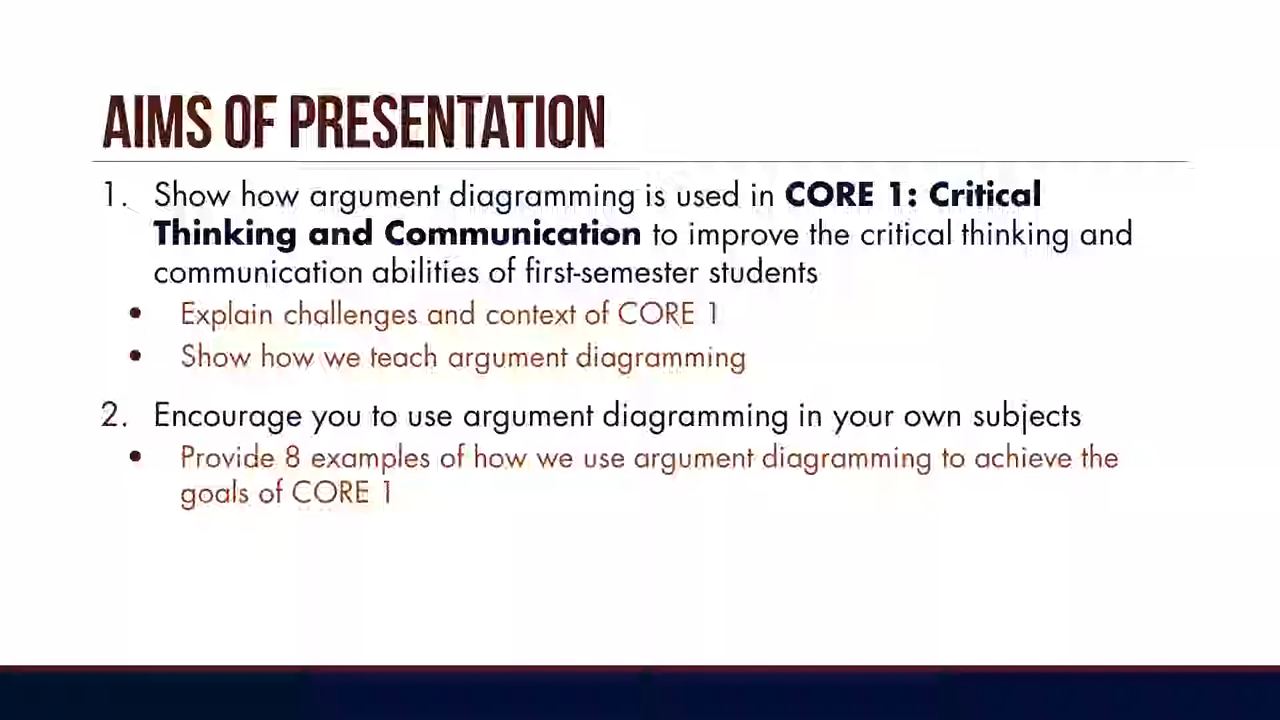 AIMS OF PRESENTATION
1. Show how argument diagramming is used in CORE 1: Critical
Thinking and Communication to improve the critical thinking and
communication abilities of first-semester students
• Explain challenges and context of CORE 1
• Show how we teach argument diagramming
2. Encourage you to use argument diagramming in your own subjects
• Provide 8 examples of how we use argument diagramming to achieve the
goals of CORE 1